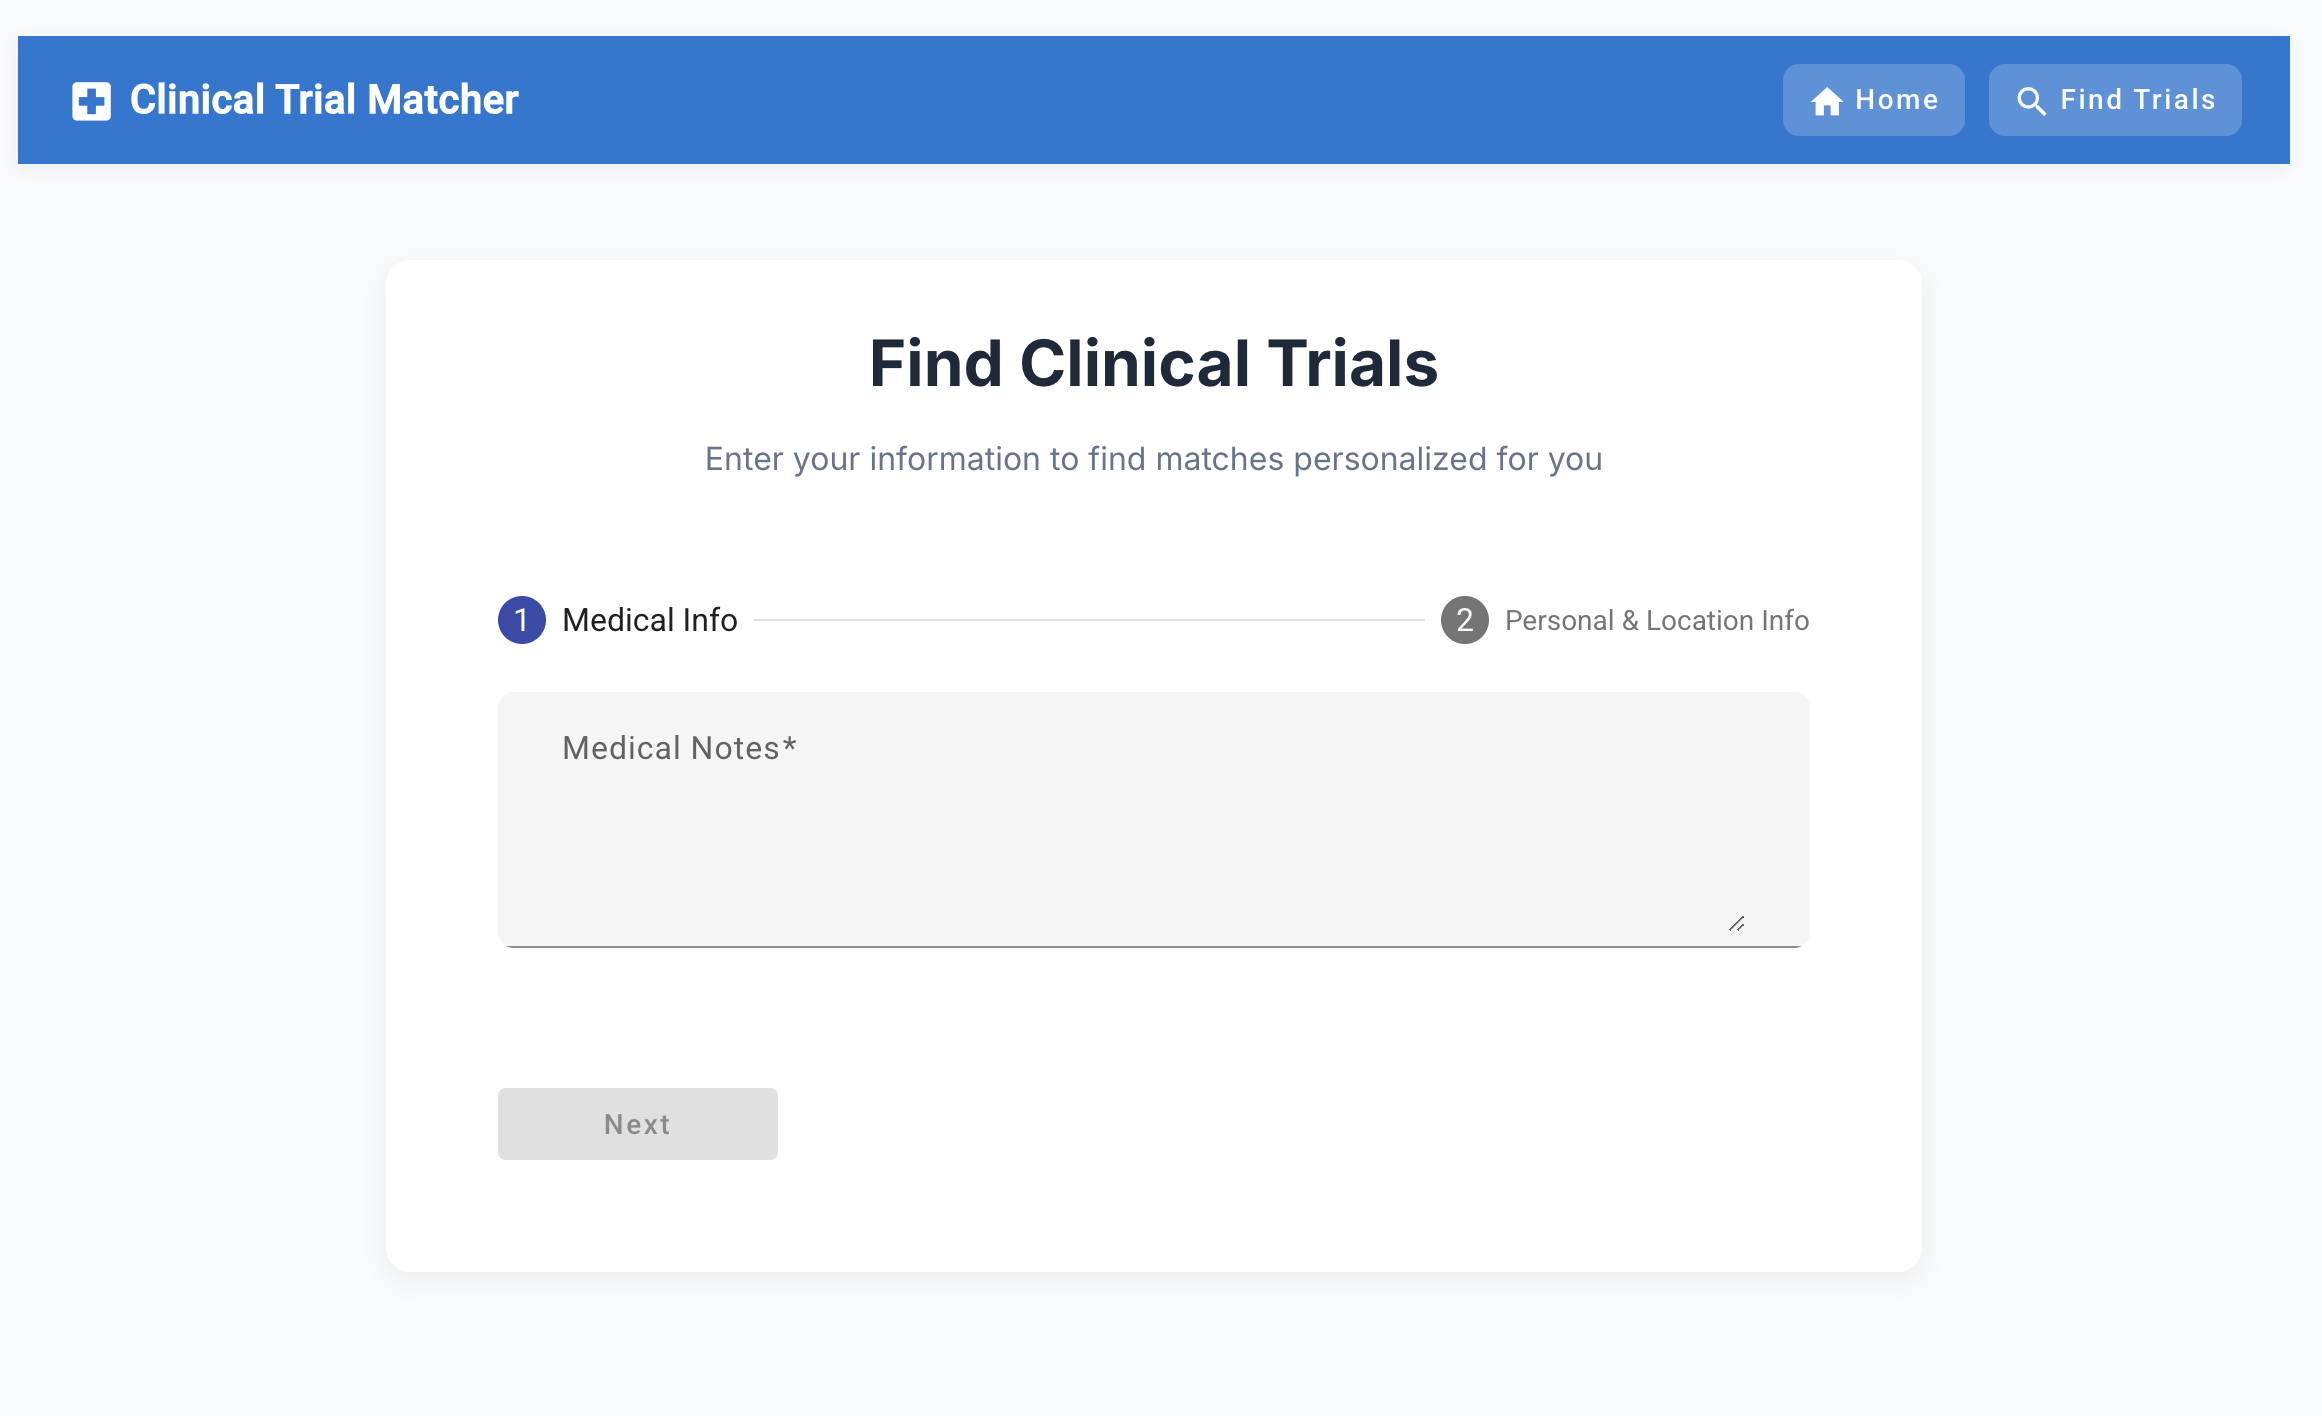 Clinical Trial Matcher
Home
Find Trials
Find Clinical Trials
Enter your information to find matches personalized for you
1 Medical Info
2 Personal & Location Info
Medical Notes*
Next